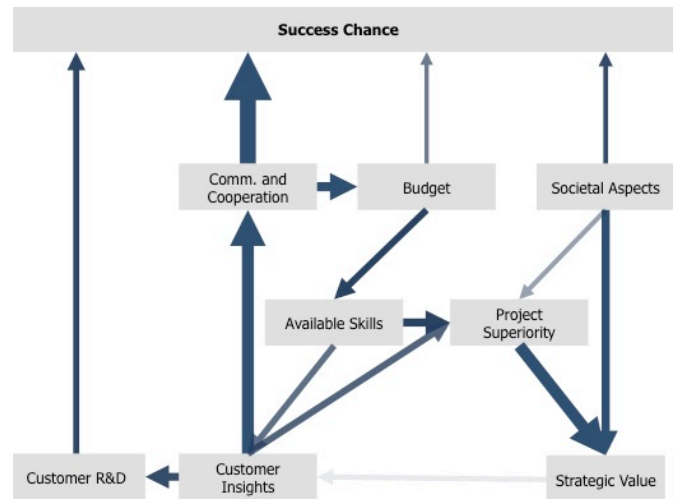 Success Chance
Comm. and
Cooperation
Budget
Societal Aspects
Available Skills
Project
Superiority
Customer R&D
Customer
Insights
Strategic Value